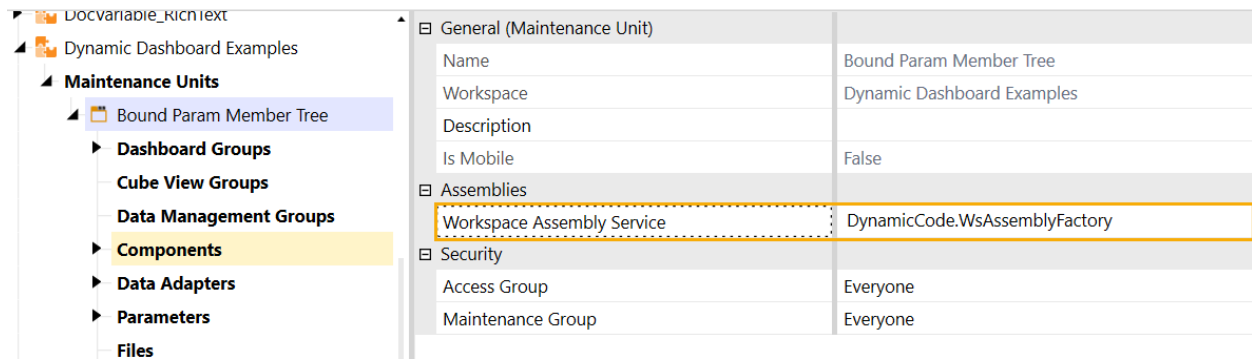 DocVariable_RichText
Dynamic Dashboard Examples
Maintenance Units
Bound Param Member Tree
Dashboard Groups
Cube View Groups
Data Management Groups
Components
Data Adapters
Parameters
Files
General (Maintenance Unit)
Name Bound Param Member Tree
Workspace Dynamic Dashboard Examples
Description
Is Mobile False
Assemblies
Workspace Assembly Service DynamicCode.WsAssemblyFactory
Security
Access Group Everyone
Maintenance Group Everyone